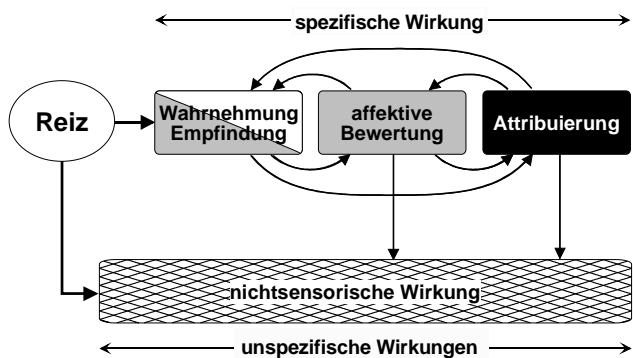 spezifische Wirkung
Reiz
Wahrnehmung
Empfindung
affektive
Bewertung
Attribuierung
nichtsensorische Wirkung
unspezifische Wirkungen